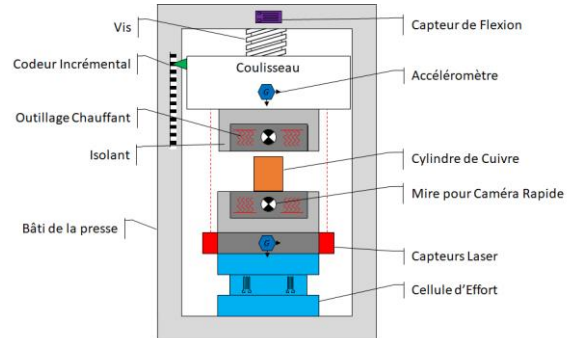 Vis
Capteur de Flexion
Codeur Incrémental
Coulisseau
Accéléromètre
G
Outillage Chauffant
Isolant
Cylindre de Cuivre
Mire pour Caméra Rapide
Bâti de la presse
G
Capteurs Laser
Cellule d’Effort